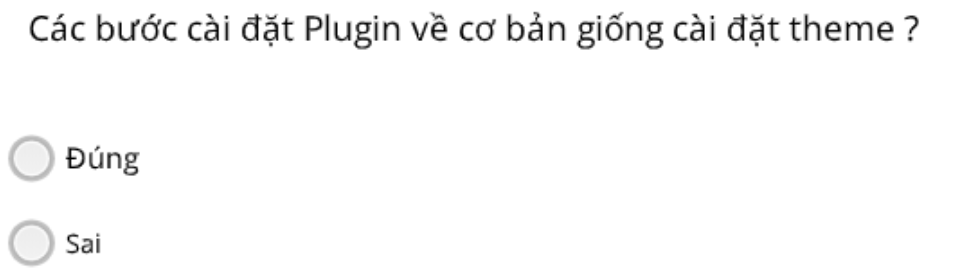 Các bước cài đặt Plugin về cơ bản giống cài đặt theme ?
Đúng
Sai